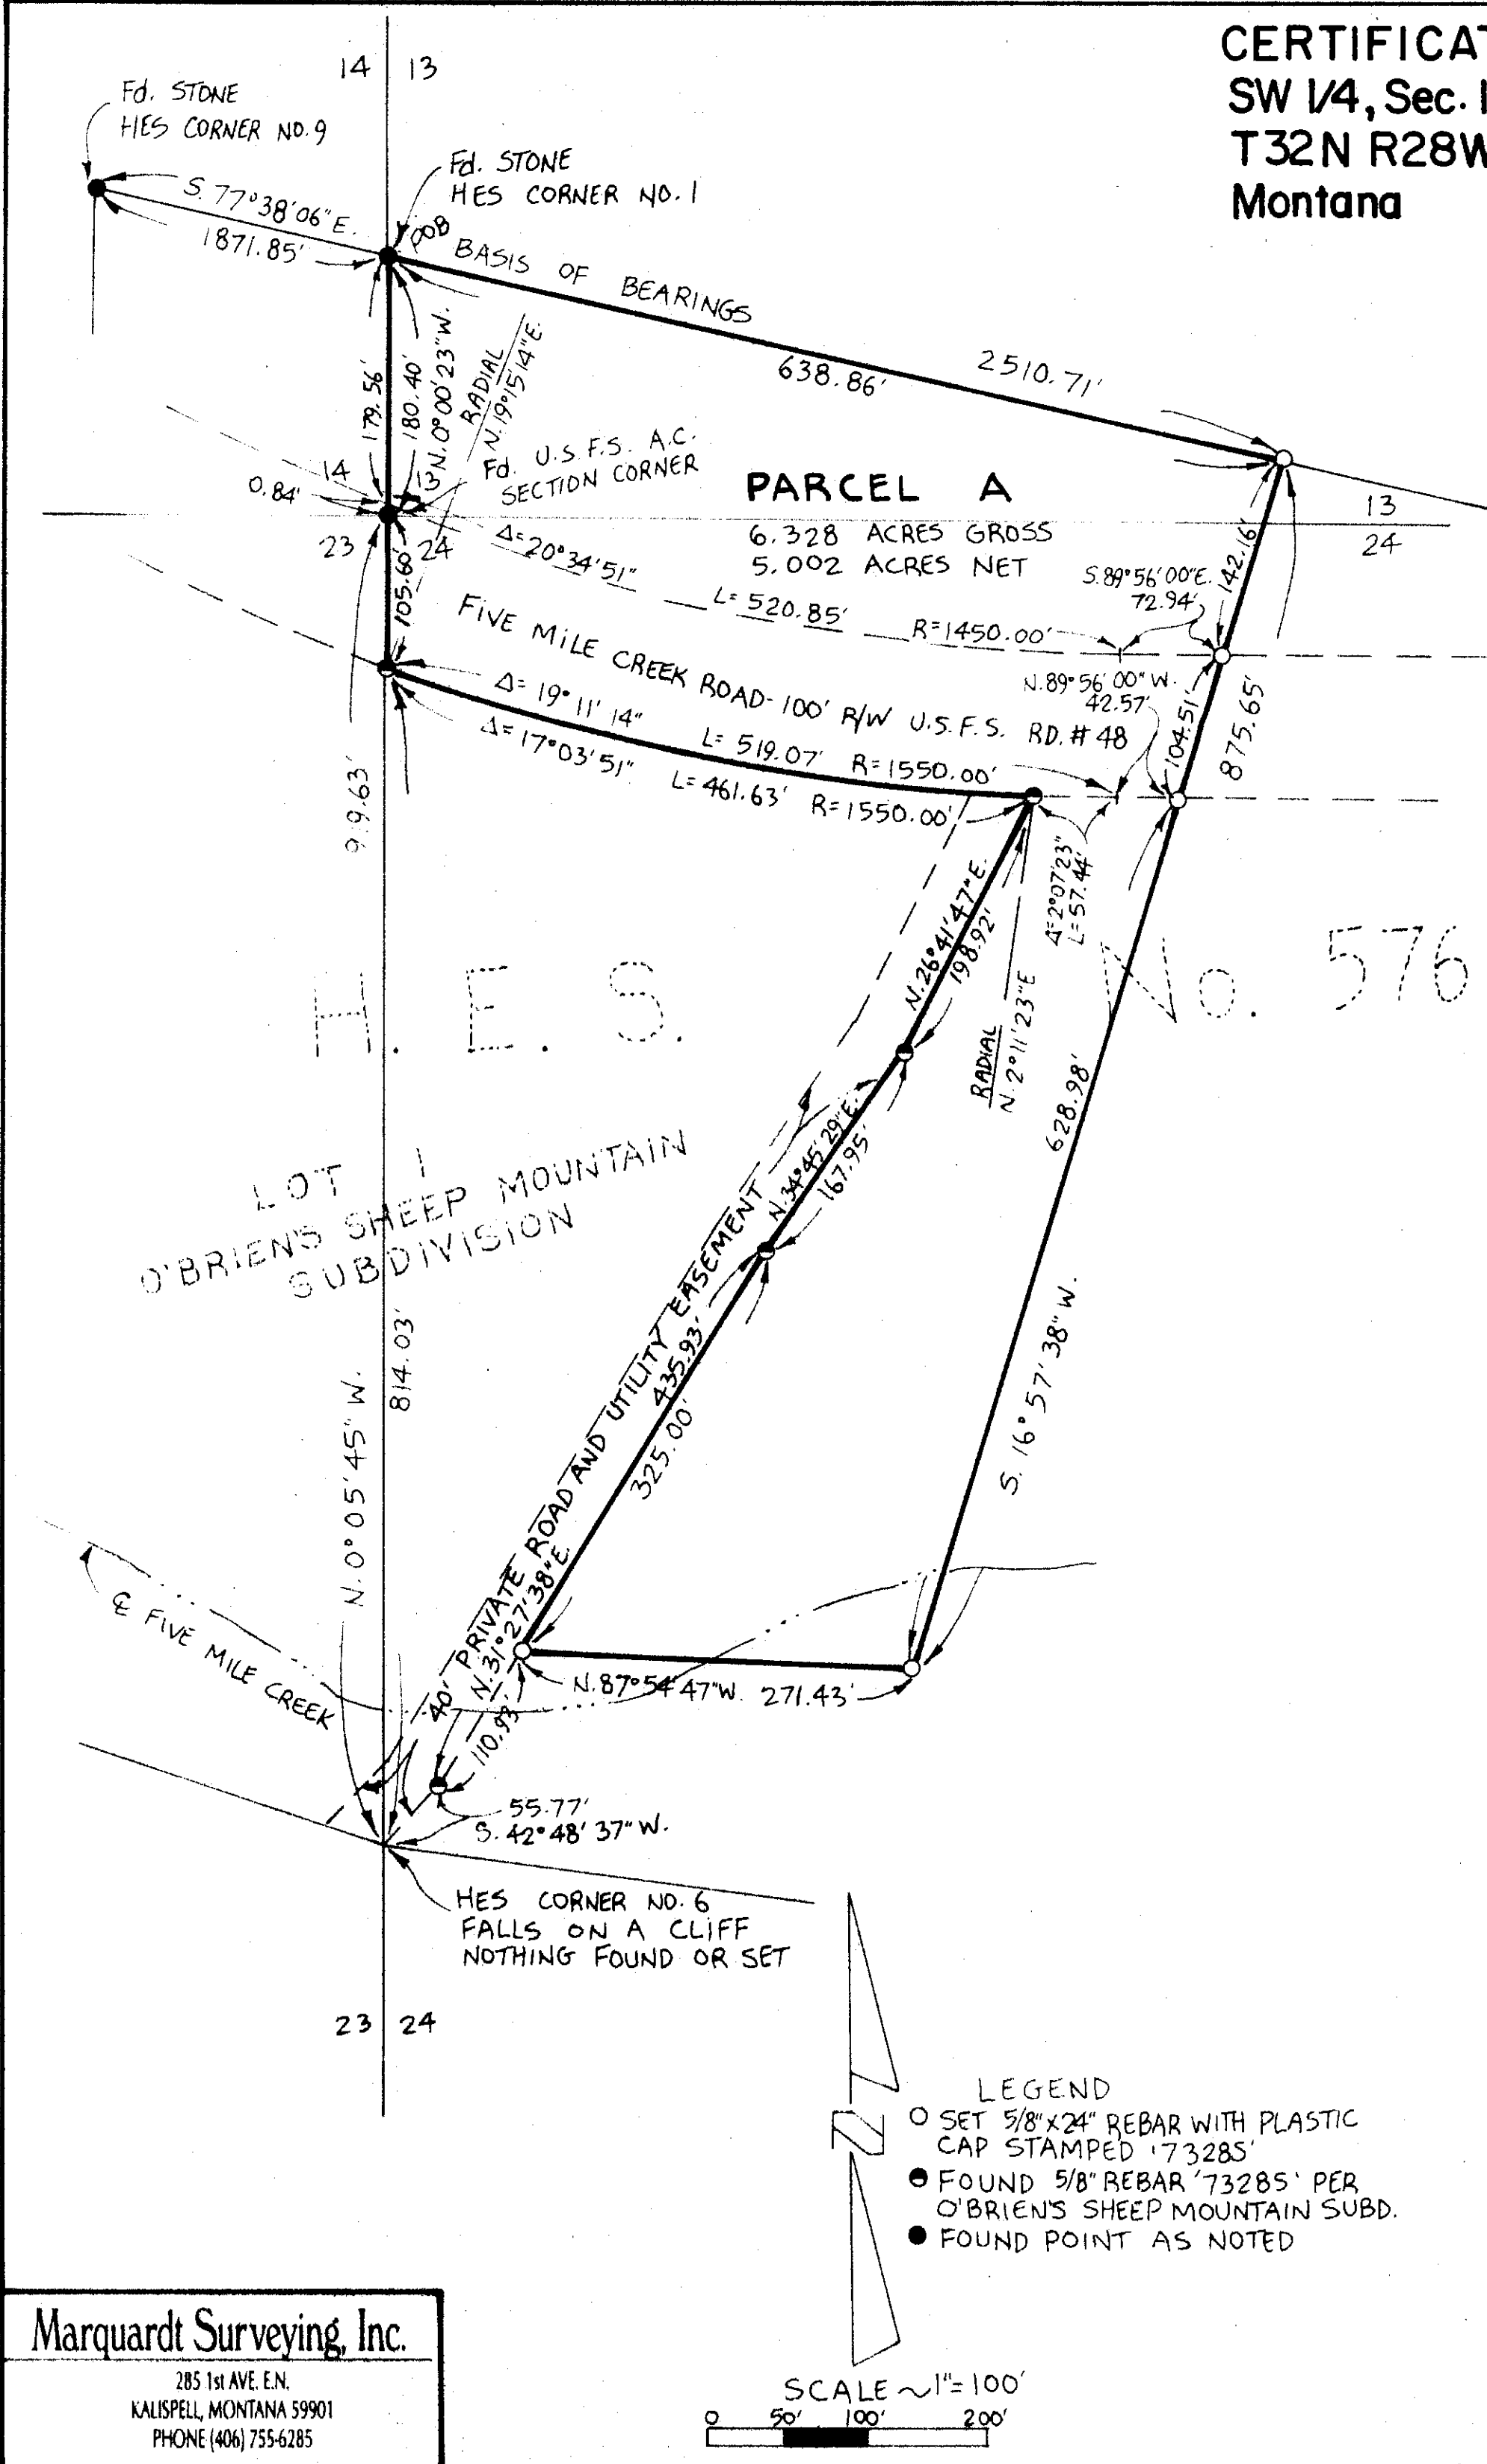 CERTIFICA
SW 1/4, Sec. 1
T32N R28W
Montana
14 13
Fd. STONE
HES CORNER NO. 9
Fd. STONE
HES CORNER NO. 1
S. 77°38'06"E.
1871.85'
POB
BASIS OF BEARINGS
638.86'
2510.71'
179.56'
180.40'
N.0°00'23"W.
RADIAL
N.19°15'14"E.
14
13
Fd. U.S.F.S. A.C.
SECTION CORNER
0.84'
23
24
105.60'
PARCEL A
6.328 ACRES GROSS
5.002 ACRES NET
13
24
142.16'
S.89°56'00"E.
72.94'
Δ=20°34'51"
L=520.85'
R=1450.00'
FIVE MILE CREEK ROAD-100' R/W U.S.F.S. RD. #48
N.89°56'00"W.
42.57'
104.51'
875.65'
Δ=19°11'14"
L=519.07'
R=1550.00'
Δ=17°03'51"
L=461.63'
R=1550.00'
919.63'
Δ=2°07'23"
L=57.44'
N.26°41'47"E.
198.92'
RADIAL
N.2°11'23"E
H. E. S. No. 576
628.98'
N.34°45'29"E.
167.95'
LOT 1
O'BRIEN'S SHEEP MOUNTAIN
SUBDIVISION
40' PRIVATE ROAD AND UTILITY EASEMENT
435.93'
325.00'
N.31°27'38"E.
S. 16°57'38" W.
814.03'
N.0°05'45"W.
℄ FIVE MILE CREEK
N.87°54'47"W. 271.43'
110.93'
55.77'
S.42°48'37"W.
HES CORNER NO. 6
FALLS ON A CLIFF
NOTHING FOUND OR SET
23 24
N
LEGEND
SET 5/8"x24" REBAR WITH PLASTIC
CAP STAMPED '7328S'
FOUND 5/8" REBAR '7328S' PER
O'BRIEN'S SHEEP MOUNTAIN SUBD.
FOUND POINT AS NOTED
Marquardt Surveying, Inc.
285 1st AVE. E.N.
KALISPELL, MONTANA 59901
PHONE (406) 755-6285
SCALE ~ 1"=100'
0 50' 100' 200'